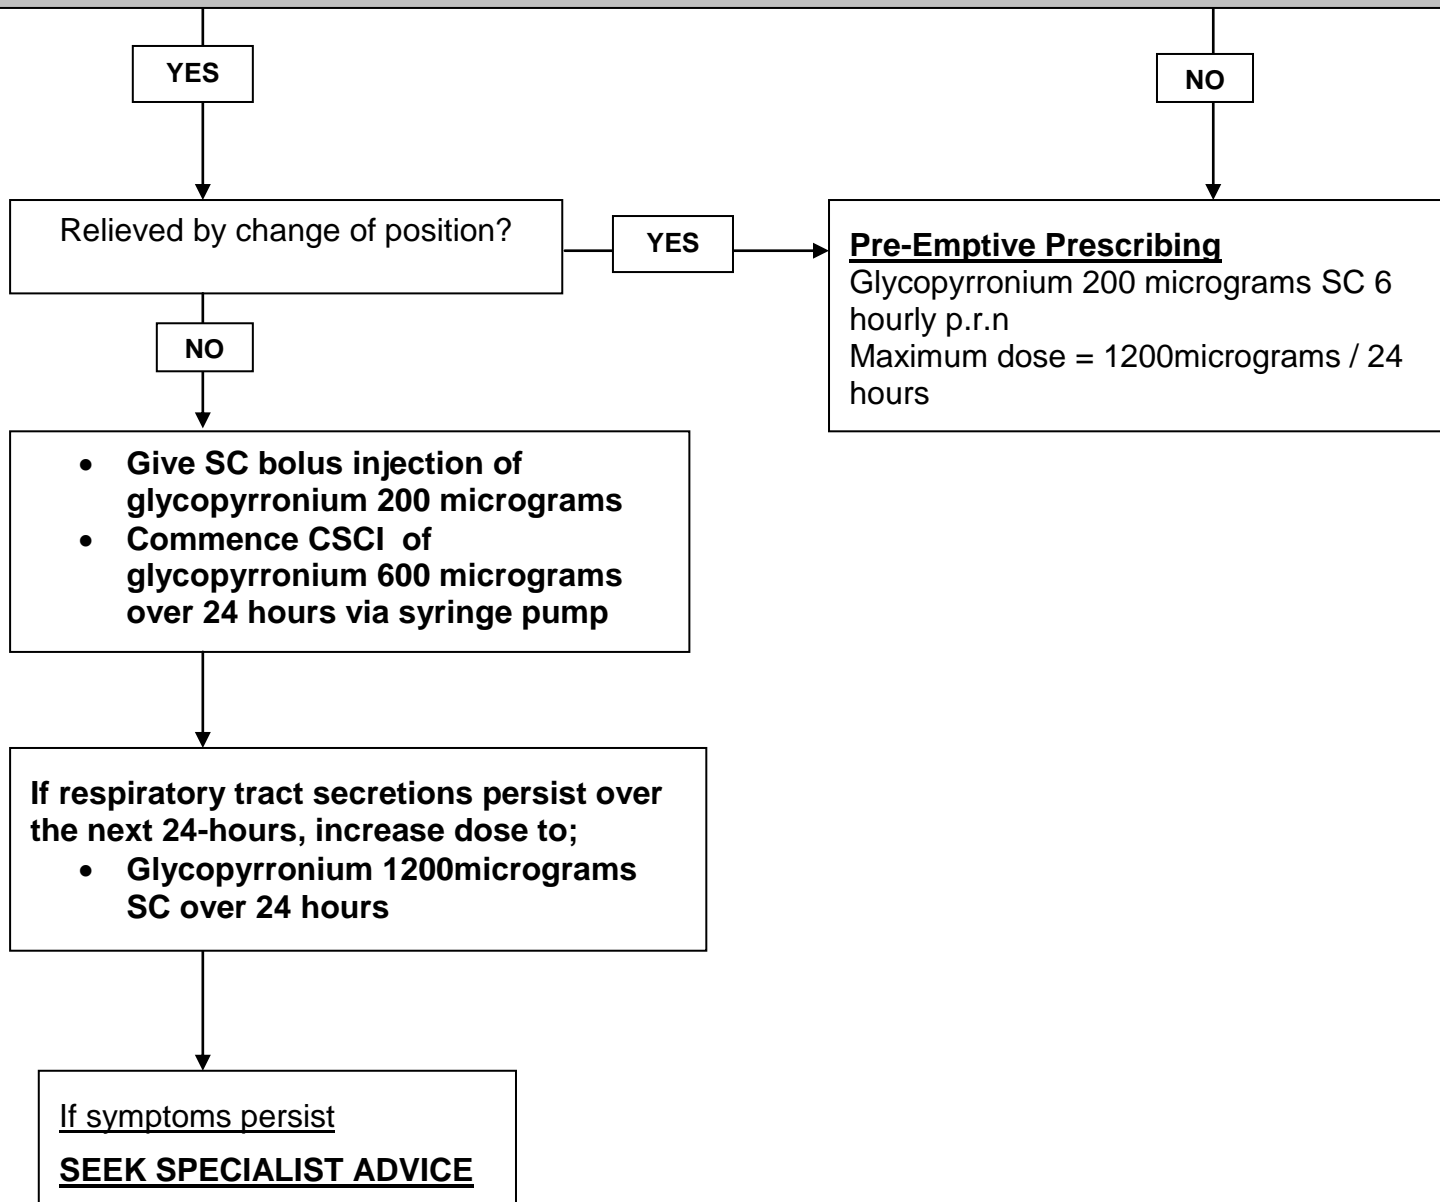 YES
NO
Relieved by change of position?
YES
Pre-Emptive Prescribing
Glycopyrronium 200 micrograms SC 6
hourly p.r.n
Maximum dose = 1200micrograms / 24
hours
NO
• Give SC bolus injection of
glycopyrronium 200 micrograms
• Commence CSCI of
glycopyrronium 600 micrograms
over 24 hours via syringe pump
If respiratory tract secretions persist over
the next 24-hours, increase dose to;
• Glycopyrronium 1200micrograms
SC over 24 hours
If symptoms persist
SEEK SPECIALIST ADVICE